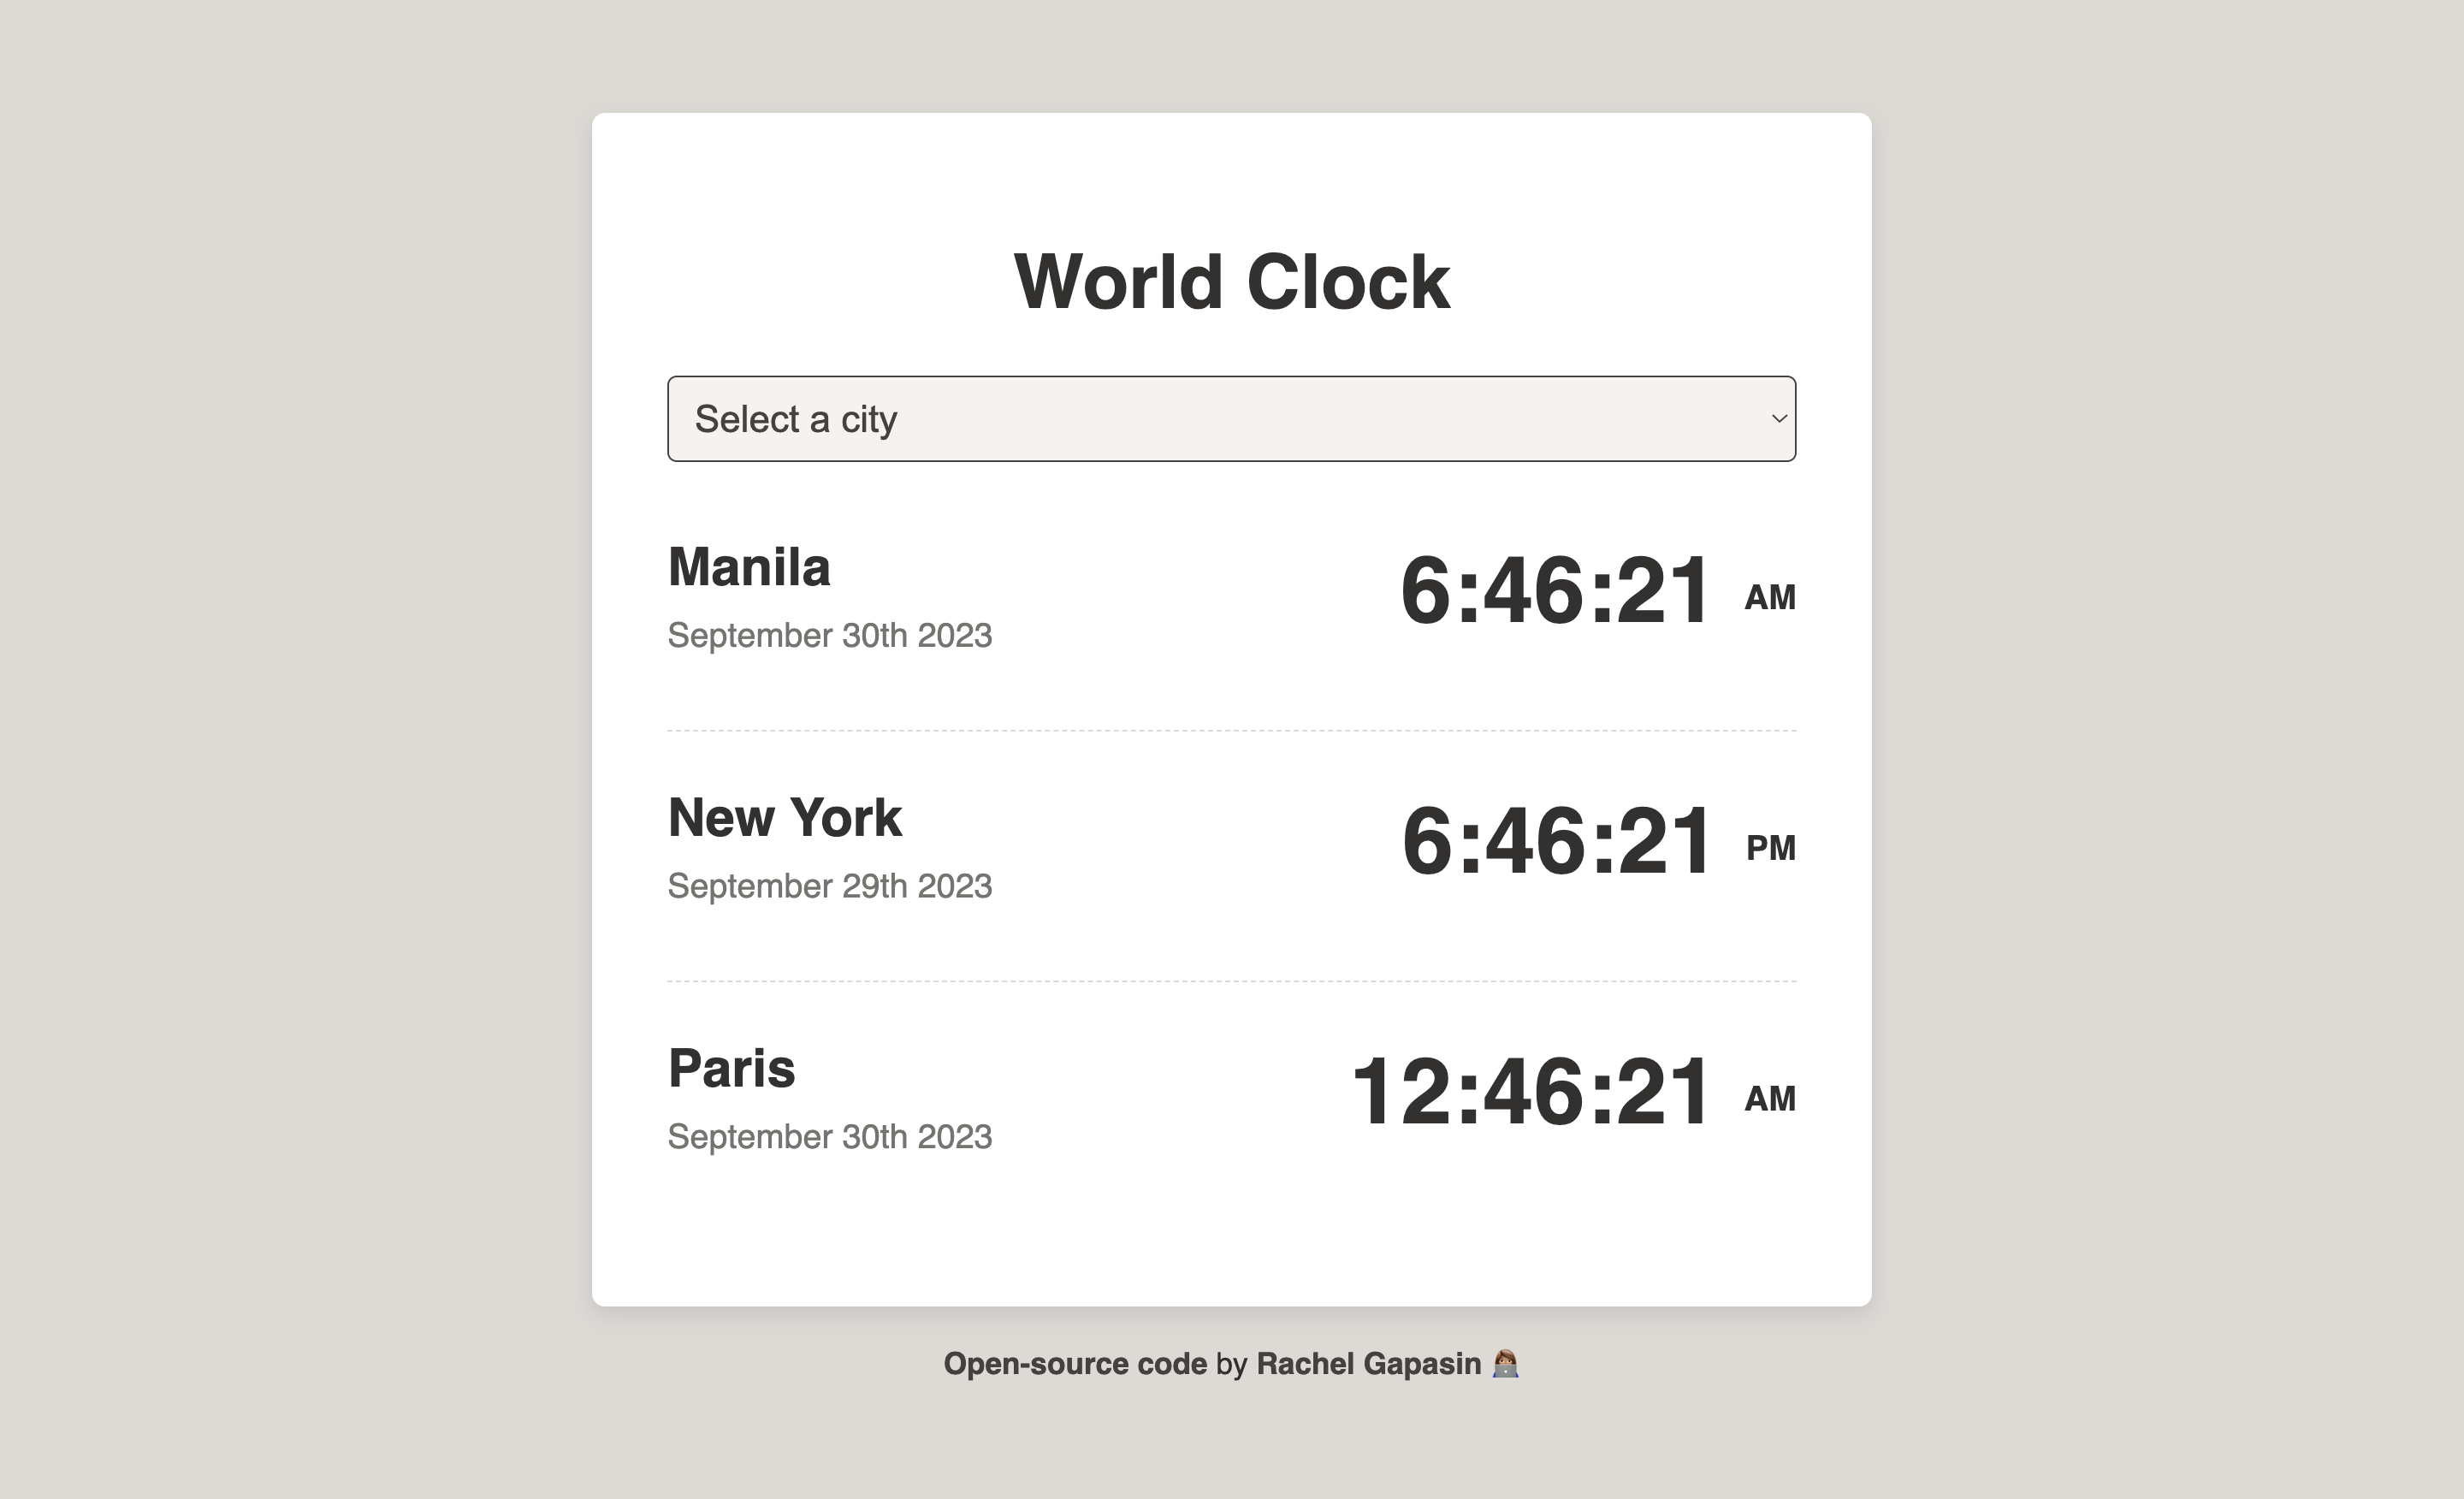 World Clock
Select a city
Manila
6:46:21 AM
September 30th 2023
New York
6:46:21 PM
September 29th 2023
Paris
12:46:21 AM
September 30th 2023
Open-source code by Rachel Gapasin 👩🏽‍💻